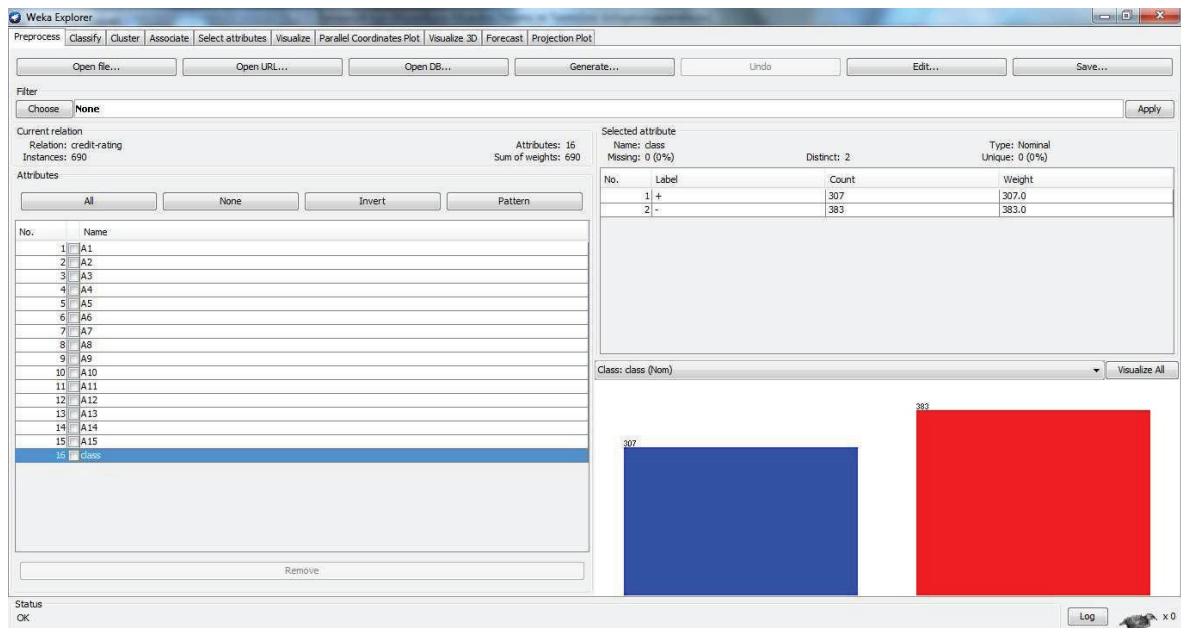 Weka Explorer
Preprocess Classify Cluster Associate Select attributes Visualize Parallel Coordinates Plot Visualize 3D Forecast Projection Plot
Open file... Open URL... Open DB... Generate... Undo Edit... Save...
Filter
Choose None Apply
Current relation
Relation: credit-rating Attributes: 16
Instances: 690 Sum of weights: 690
Attributes
All None Invert Pattern
No. Name
1 A1
2 A2
3 A3
4 A4
5 A5
6 A6
7 A7
8 A8
9 A9
10 A10
11 A11
12 A12
13 A13
14 A14
15 A15
16 class
Remove
Selected attribute
Name: class Type: Nominal
Missing: 0 (0%) Distinct: 2 Unique: 0 (0%)
No. Label Count Weight
1 + 307 307.0
2 - 383 383.0
Class: class (Nom) Visualize All
383
307
Status
OK Log x 0